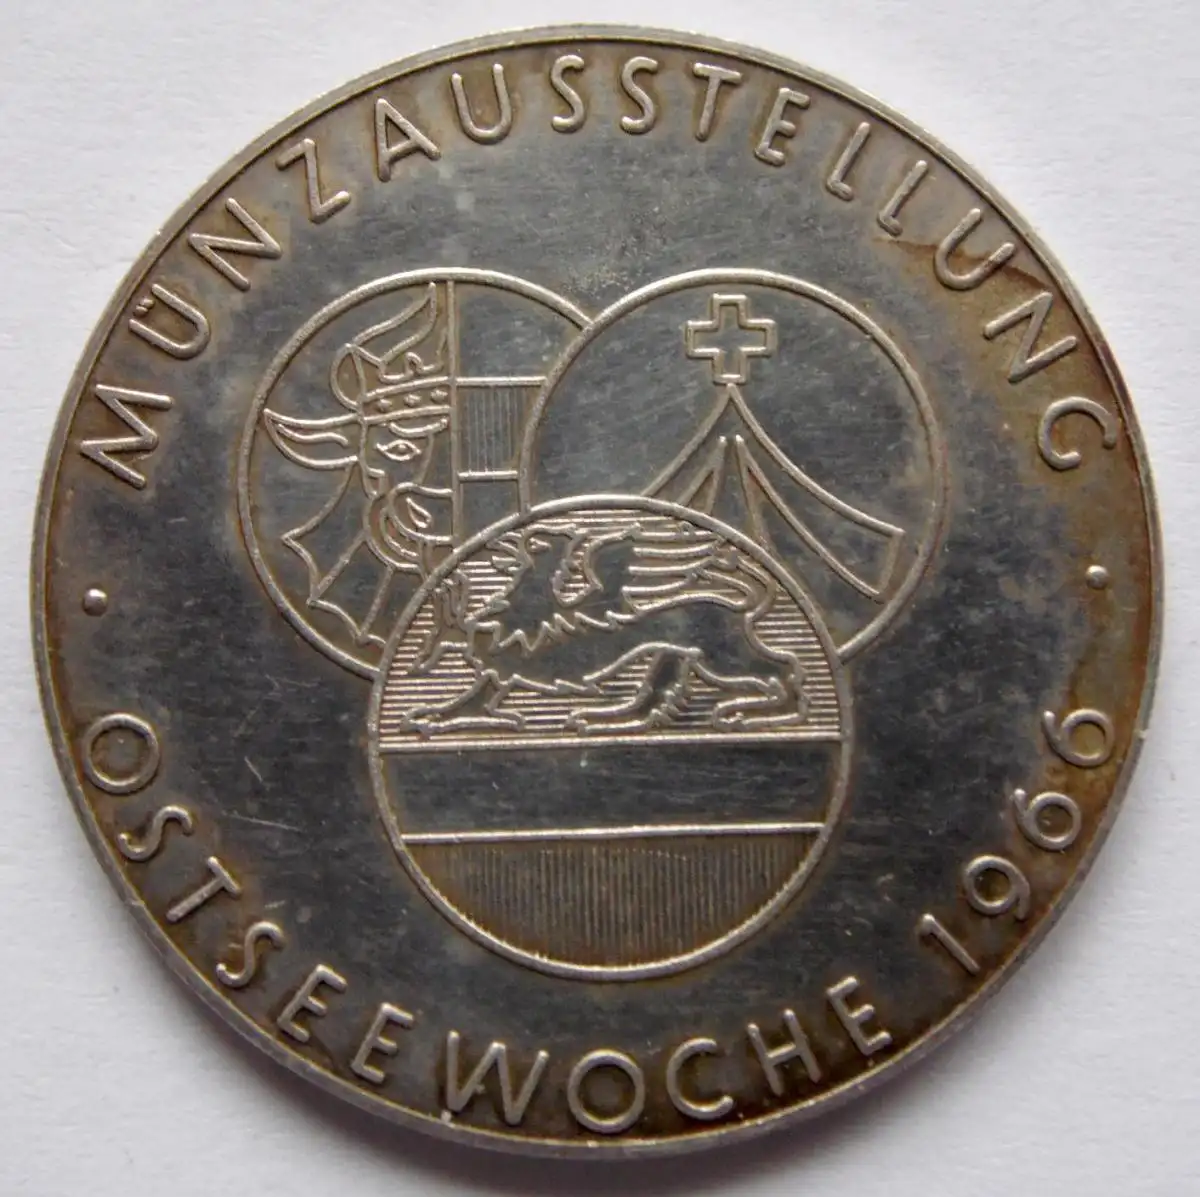 MÜNZAUSSTELLUNG
· OSTSEEWOCHE 1966 ·